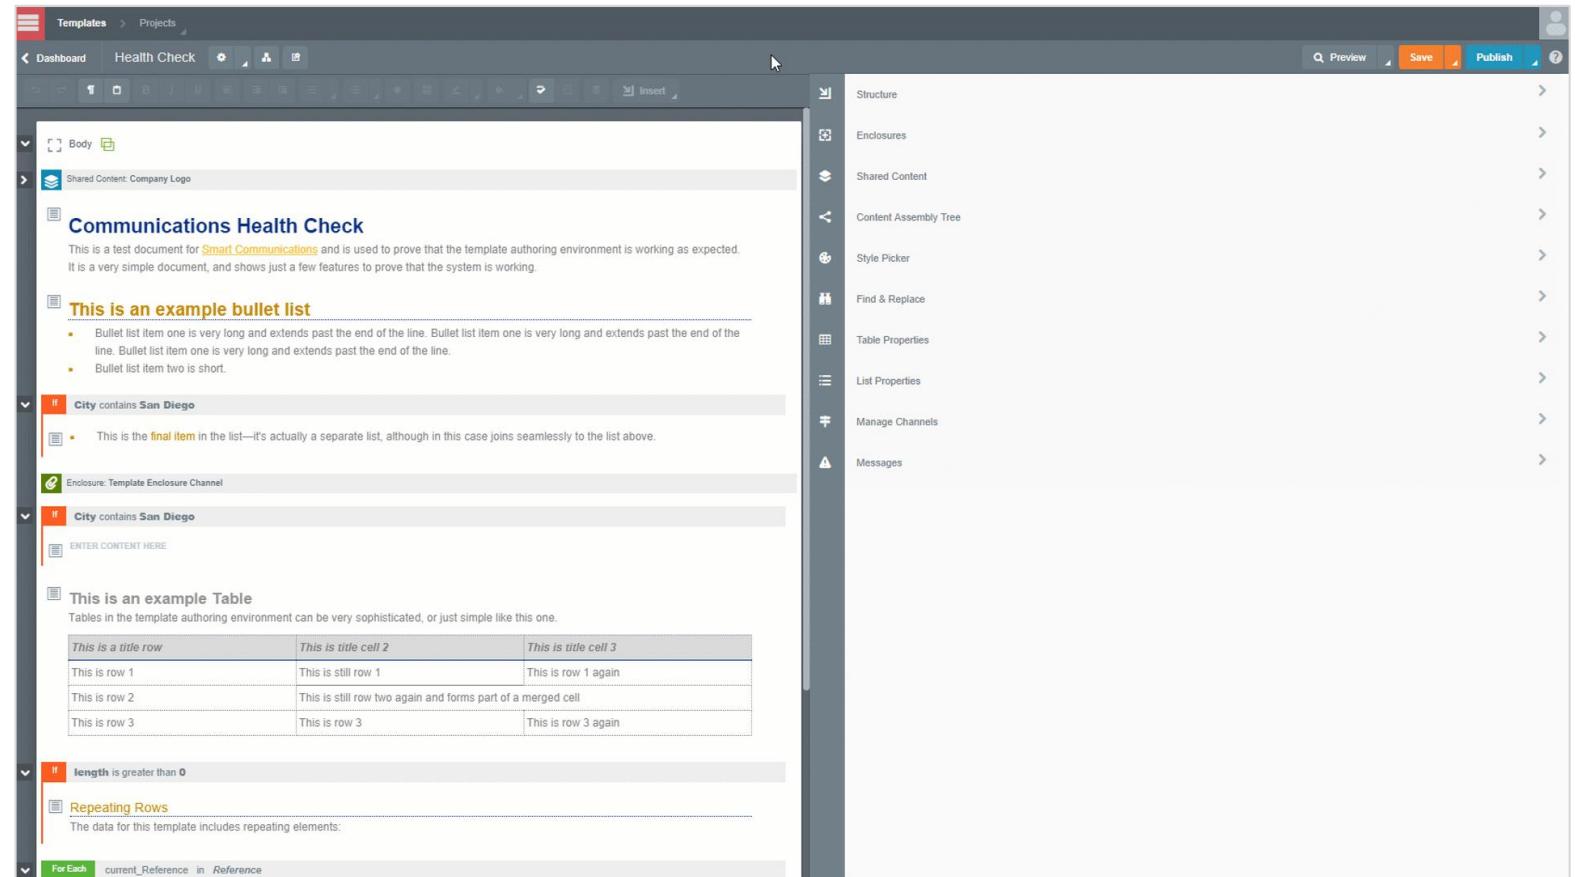 Templates > Projects
Dashboard Health Check
Preview Save Publish ?
B I U Insert
Body
Shared Content: Company Logo
Communications Health Check
This is a test document for Smart Communications and is used to prove that the template authoring environment is working as expected.
It is a very simple document, and shows just a few features to prove that the system is working.
This is an example bullet list
Bullet list item one is very long and extends past the end of the line. Bullet list item one is very long and extends past the end of the
line. Bullet list item one is very long and extends past the end of the line.
Bullet list item two is short.
If City contains San Diego
This is the final item in the list—it's actually a separate list, although in this case joins seamlessly to the list above.
Enclosure: Template Enclosure Channel
If City contains San Diego
ENTER CONTENT HERE
This is an example Table
Tables in the template authoring environment can be very sophisticated, or just simple like this one.
This is a title row This is title cell 2 This is title cell 3
This is row 1 This is still row 1 This is row 1 again
This is row 2 This is still row two again and forms part of a merged cell
This is row 3 This is row 3 This is row 3 again
If length is greater than 0
Repeating Rows
The data for this template includes repeating elements:
For Each current_Reference in Reference
Structure
Enclosures
Shared Content
Content Assembly Tree
Style Picker
Find & Replace
Table Properties
List Properties
Manage Channels
Messages